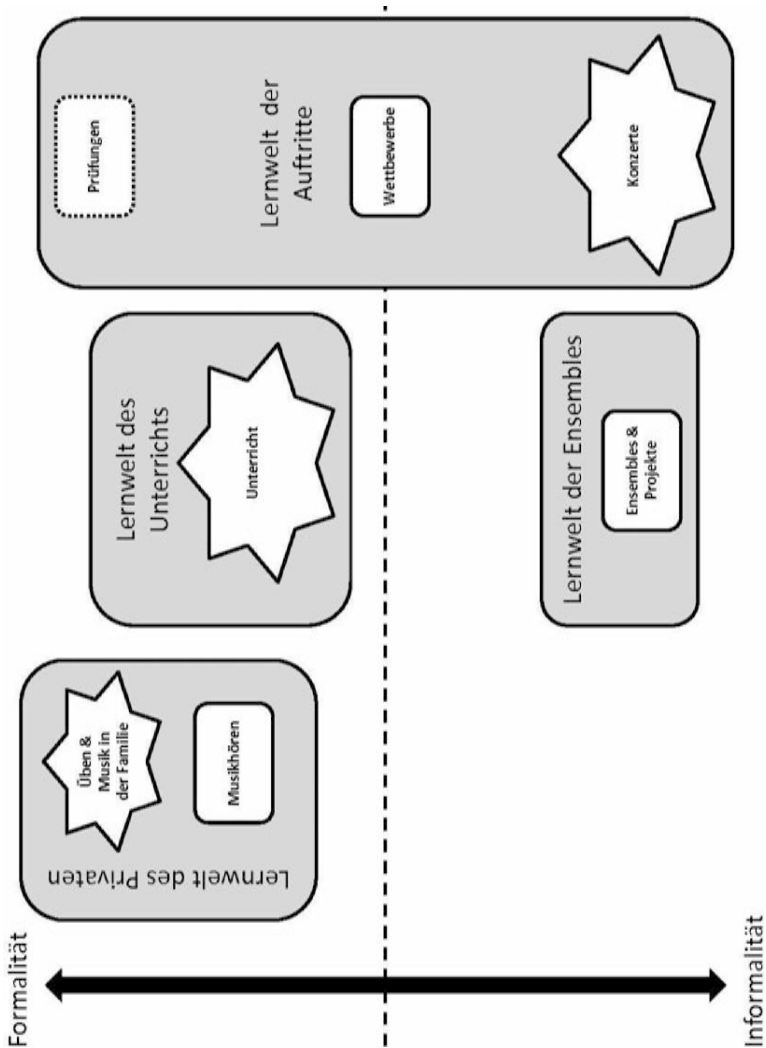 Formalität
Informalität
Lernwelt des Privaten
Üben &
Musik in
der Familie
Musikhören
Lernwelt des
Unterrichts
Unterricht
Lernwelt der Ensembles
Ensembles &
Projekte
Prüfungen
Lernwelt der
Auftritte
Wettbewerbe
Konzerte